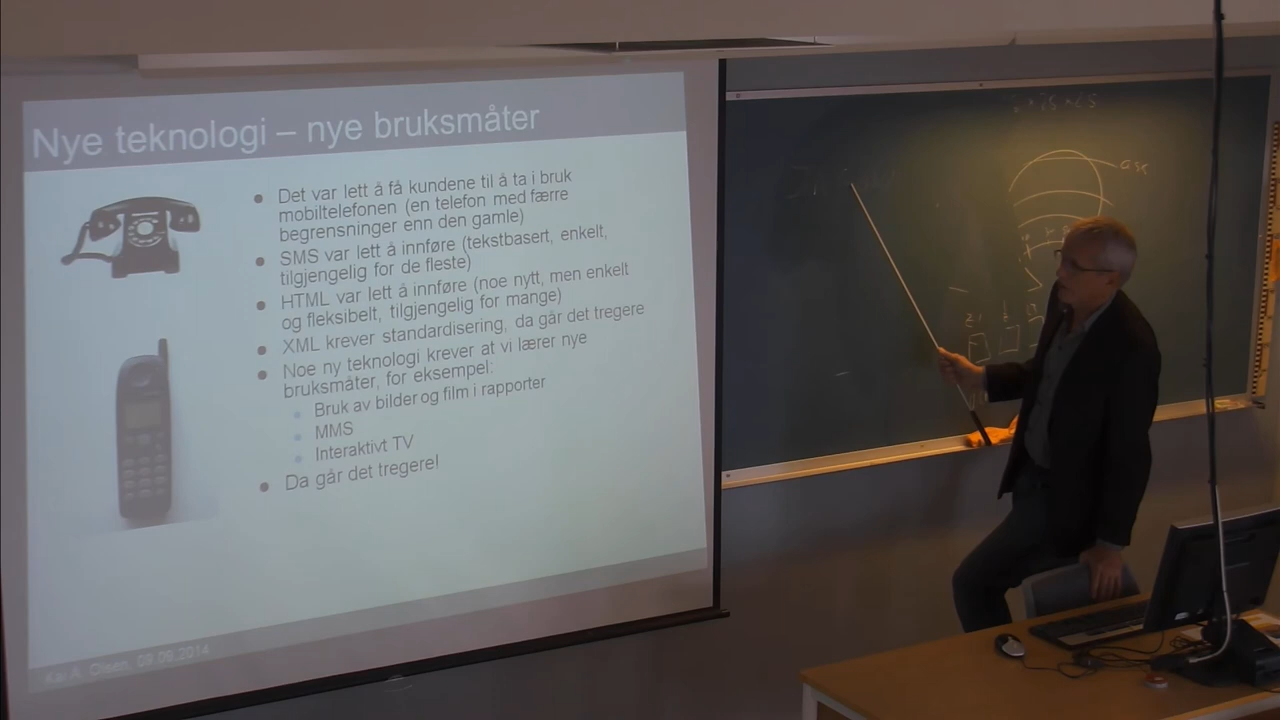 Nye teknologi – nye bruksmåter
Det var lett å få kundene til å ta i bruk
mobiltelefonen (en telefon med færre
begrensninger enn den gamle)
SMS var lett å innføre (tekstbasert, enkelt,
tilgjengelig for de fleste)
HTML var lett å innføre (noe nytt, men enkelt
og fleksibelt, tilgjengelig for mange)
XML krever standardisering, da går det tregere
Noe ny teknologi krever at vi lærer nye
bruksmåter, for eksempel:
Bruk av bilder og film i rapporter
MMS
Interaktivt TV
Da går det tregere!
Kai A. Olsen, 09.09.2014